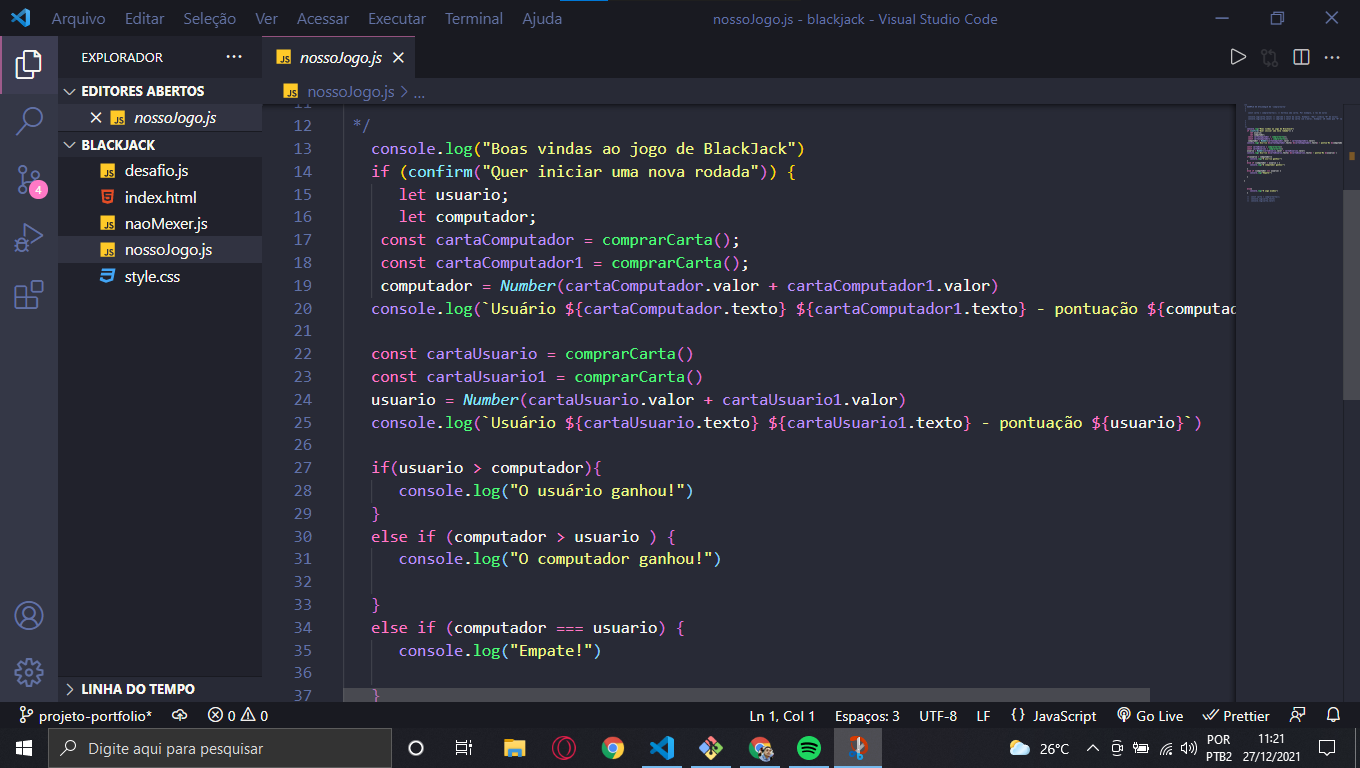 Arquivo Editar Seleção Ver Acessar Executar Terminal Ajuda nossoJogo.js - blackjack - Visual Studio Code
EXPLORADOR
EDITORES ABERTOS
JS nossoJogo.js
BLACKJACK
JS desafio.js
index.html
JS naoMexer.js
JS nossoJogo.js
style.css
LINHA DO TEMPO
4
JS nossoJogo.js
JS nossoJogo.js > ...
11
12 */
13 console.log("Boas vindas ao jogo de BlackJack")
14 if (confirm("Quer iniciar uma nova rodada")) {
15 let usuario;
16 let computador;
17 const cartaComputador = comprarCarta();
18 const cartaComputador1 = comprarCarta();
19 computador = Number(cartaComputador.valor + cartaComputador1.valor)
20 console.log(`Usuário ${cartaComputador.texto} ${cartaComputador1.texto} - pontuação ${computad
21
22 const cartaUsuario = comprarCarta()
23 const cartaUsuario1 = comprarCarta()
24 usuario = Number(cartaUsuario.valor + cartaUsuario1.valor)
25 console.log(`Usuário ${cartaUsuario.texto} ${cartaUsuario1.texto} - pontuação ${usuario}`)
26
27 if(usuario > computador){
28 console.log("O usuário ganhou!")
29 }
30 else if (computador > usuario ) {
31 console.log("O computador ganhou!")
32
33 }
34 else if (computador === usuario) {
35 console.log("Empate!")
36
37 }
projeto-portfolio* 0 0 Ln 1, Col 1 Espaços: 3 UTF-8 LF {} JavaScript Go Live Prettier
Digite aqui para pesquisar
26°C
POR
PTB2
11:21
27/12/2021